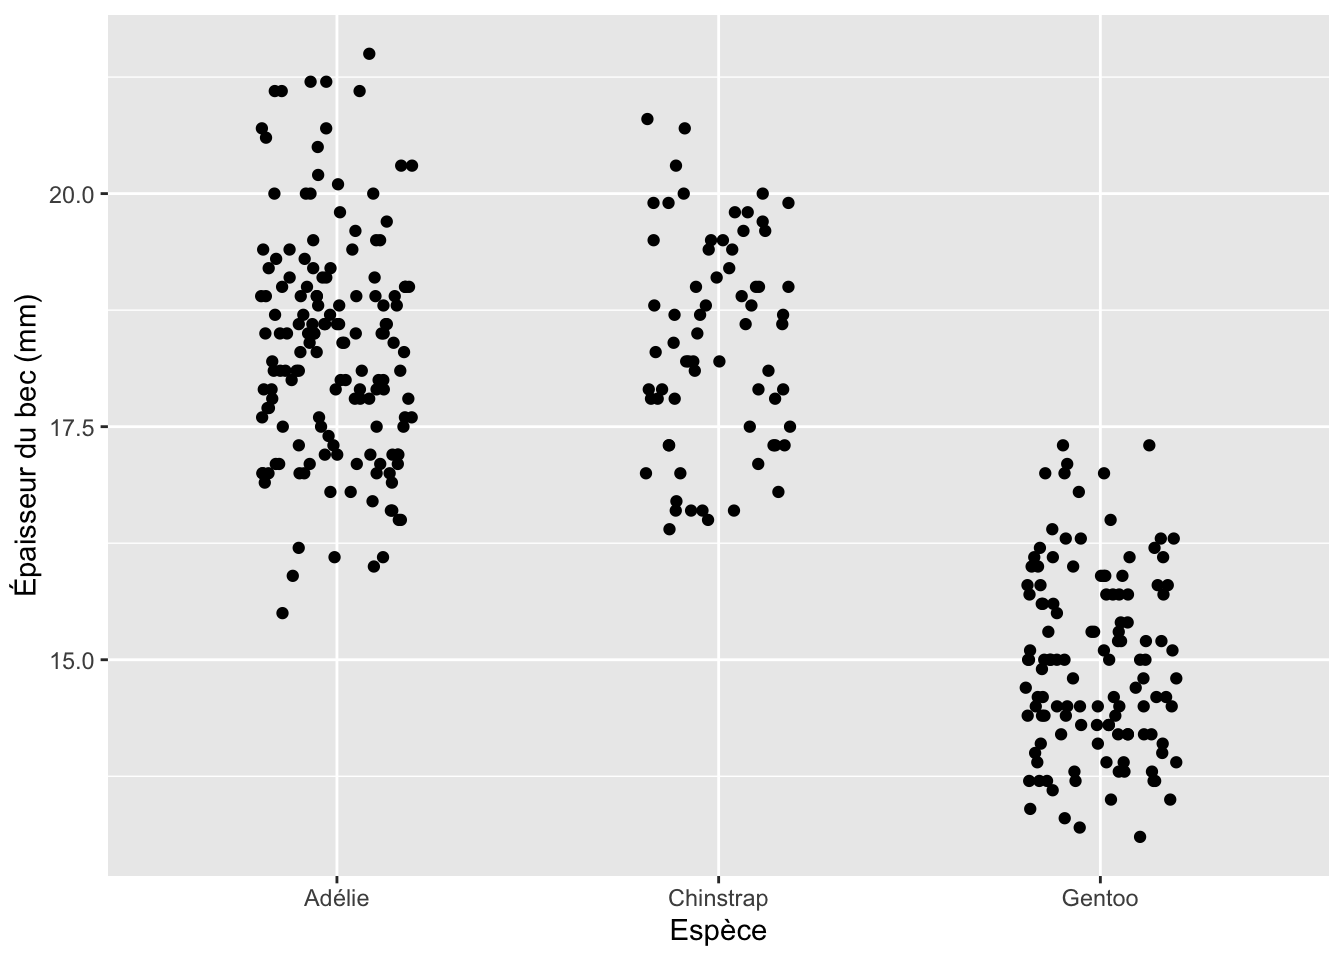 Épaisseur du bec (mm)
20.0
17.5
15.0
Adélie
Chinstrap
Gentoo
Espèce